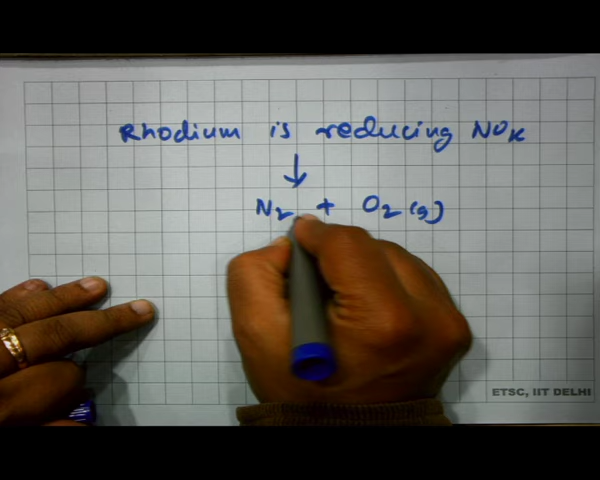 Rhodium is reducing NOx
↓
N2 + O2 (g)
ETSC, IIT DELHI